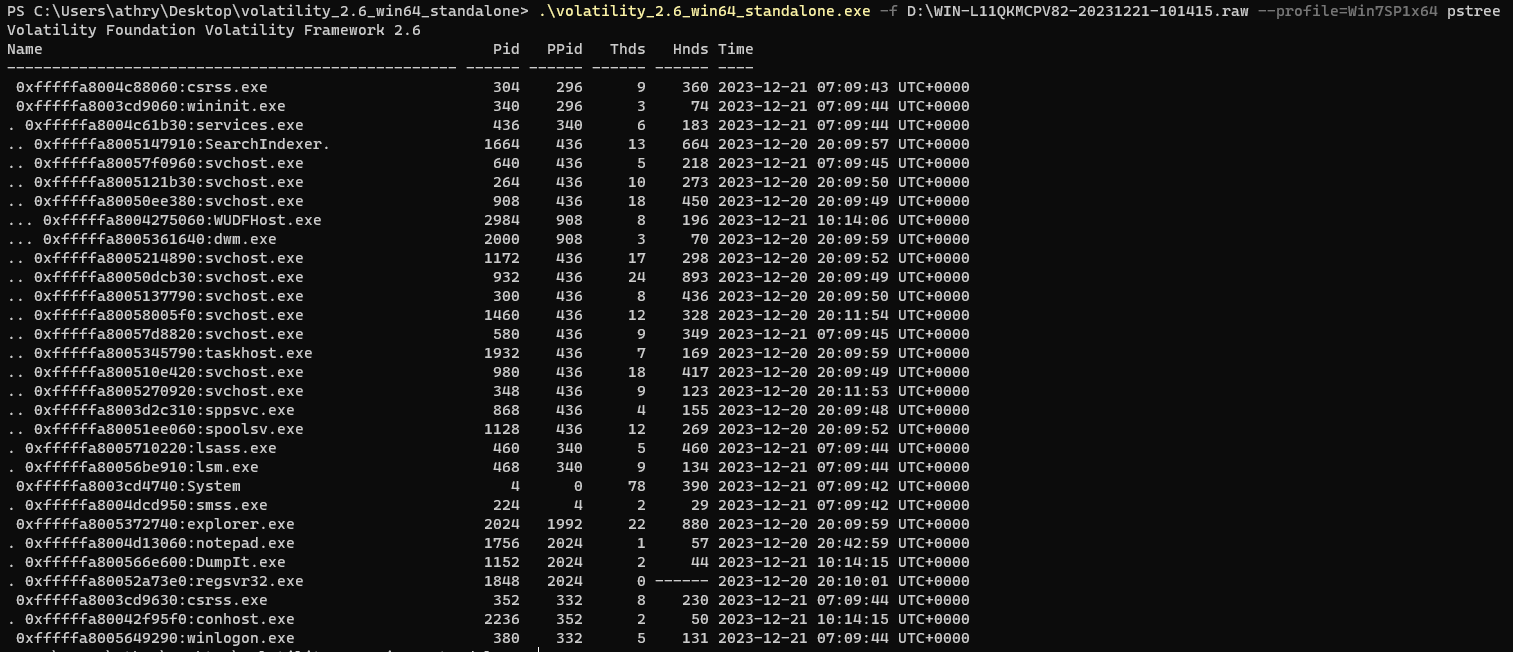 PS C:\Users\athry\Desktop\volatility_2.6_win64_standalone> .\volatility_2.6_win64_standalone.exe -f D:\WIN-L11QKMCPV82-20231221-101415.raw --profile=Win7SP1x64 pstree
Volatility Foundation Volatility Framework 2.6
Name                                                  Pid   PPid   Thds   Hnds Time
-------------------------------------------------- ------ ------ ------ ------ ----
 0xfffffa8004c88060:csrss.exe                         304    296      9    360 2023-12-21 07:09:43 UTC+0000
 0xfffffa8003cd9060:wininit.exe                       340    296      3     74 2023-12-21 07:09:44 UTC+0000
. 0xfffffa8004c61b30:services.exe                     436    340      6    183 2023-12-21 07:09:44 UTC+0000
.. 0xfffffa8005147910:SearchIndexer.                 1664    436     13    664 2023-12-20 20:09:57 UTC+0000
.. 0xfffffa80057f0960:svchost.exe                     640    436      5    218 2023-12-21 07:09:45 UTC+0000
.. 0xfffffa8005121b30:svchost.exe                     264    436     10    273 2023-12-20 20:09:50 UTC+0000
.. 0xfffffa80050ee380:svchost.exe                     908    436     18    450 2023-12-20 20:09:49 UTC+0000
... 0xfffffa8004275060:WUDFHost.exe                  2984    908      8    196 2023-12-21 10:14:06 UTC+0000
... 0xfffffa8005361640:dwm.exe                       2000    908      3     70 2023-12-20 20:09:59 UTC+0000
.. 0xfffffa8005214890:svchost.exe                    1172    436     17    298 2023-12-20 20:09:52 UTC+0000
.. 0xfffffa80050dcb30:svchost.exe                     932    436     24    893 2023-12-20 20:09:49 UTC+0000
.. 0xfffffa8005137790:svchost.exe                     300    436      8    436 2023-12-20 20:09:50 UTC+0000
.. 0xfffffa80058005f0:svchost.exe                    1460    436     12    328 2023-12-20 20:11:54 UTC+0000
.. 0xfffffa80057d8820:svchost.exe                     580    436      9    349 2023-12-21 07:09:45 UTC+0000
.. 0xfffffa8005345790:taskhost.exe                   1932    436      7    169 2023-12-20 20:09:59 UTC+0000
.. 0xfffffa800510e420:svchost.exe                     980    436     18    417 2023-12-20 20:09:49 UTC+0000
.. 0xfffffa8005270920:svchost.exe                     348    436      9    123 2023-12-20 20:11:53 UTC+0000
.. 0xfffffa8003d2c310:sppsvc.exe                      868    436      4    155 2023-12-20 20:09:48 UTC+0000
.. 0xfffffa80051ee060:spoolsv.exe                    1128    436     12    269 2023-12-20 20:09:52 UTC+0000
. 0xfffffa8005710220:lsass.exe                        460    340      5    460 2023-12-21 07:09:44 UTC+0000
. 0xfffffa80056be910:lsm.exe                          468    340      9    134 2023-12-21 07:09:44 UTC+0000
 0xfffffa8003cd4740:System                              4      0     78    390 2023-12-21 07:09:42 UTC+0000
. 0xfffffa8004dcd950:smss.exe                         224      4      2     29 2023-12-21 07:09:42 UTC+0000
 0xfffffa8005372740:explorer.exe                     2024   1992     22    880 2023-12-20 20:09:59 UTC+0000
. 0xfffffa8004d13060:notepad.exe                     1756   2024      1     57 2023-12-20 20:42:59 UTC+0000
. 0xfffffa800566e600:DumpIt.exe                      1152   2024      2     44 2023-12-21 10:14:15 UTC+0000
. 0xfffffa80052a73e0:regsvr32.exe                    1848   2024      0 ------ 2023-12-20 20:10:01 UTC+0000
 0xfffffa8003cd9630:csrss.exe                         352    332      8    230 2023-12-21 07:09:44 UTC+0000
. 0xfffffa80042f95f0:conhost.exe                     2236    352      2     50 2023-12-21 10:14:15 UTC+0000
 0xfffffa8005649290:winlogon.exe                      380    332      5    131 2023-12-21 07:09:44 UTC+0000